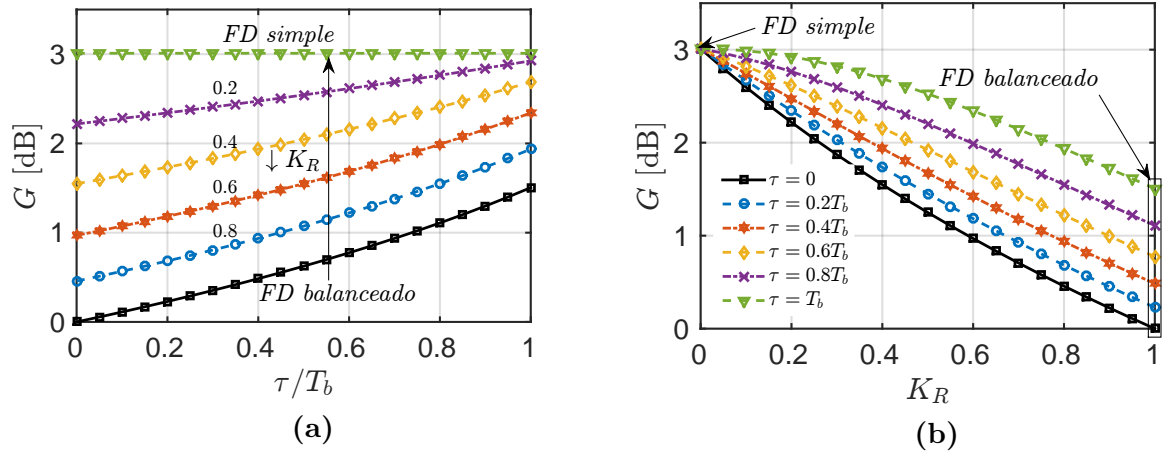 FD simple
0.2
0.4
↓ K_R
0.6
0.8
FD balanceado
G [dB]
3
2
1
0
0 0.2 0.4 0.6 0.8 1
τ/T_b
(a)
FD simple
FD balanceado
τ = 0
τ = 0.2T_b
τ = 0.4T_b
τ = 0.6T_b
τ = 0.8T_b
τ = T_b
G [dB]
3
2
1
0
0 0.2 0.4 0.6 0.8 1
K_R
(b)